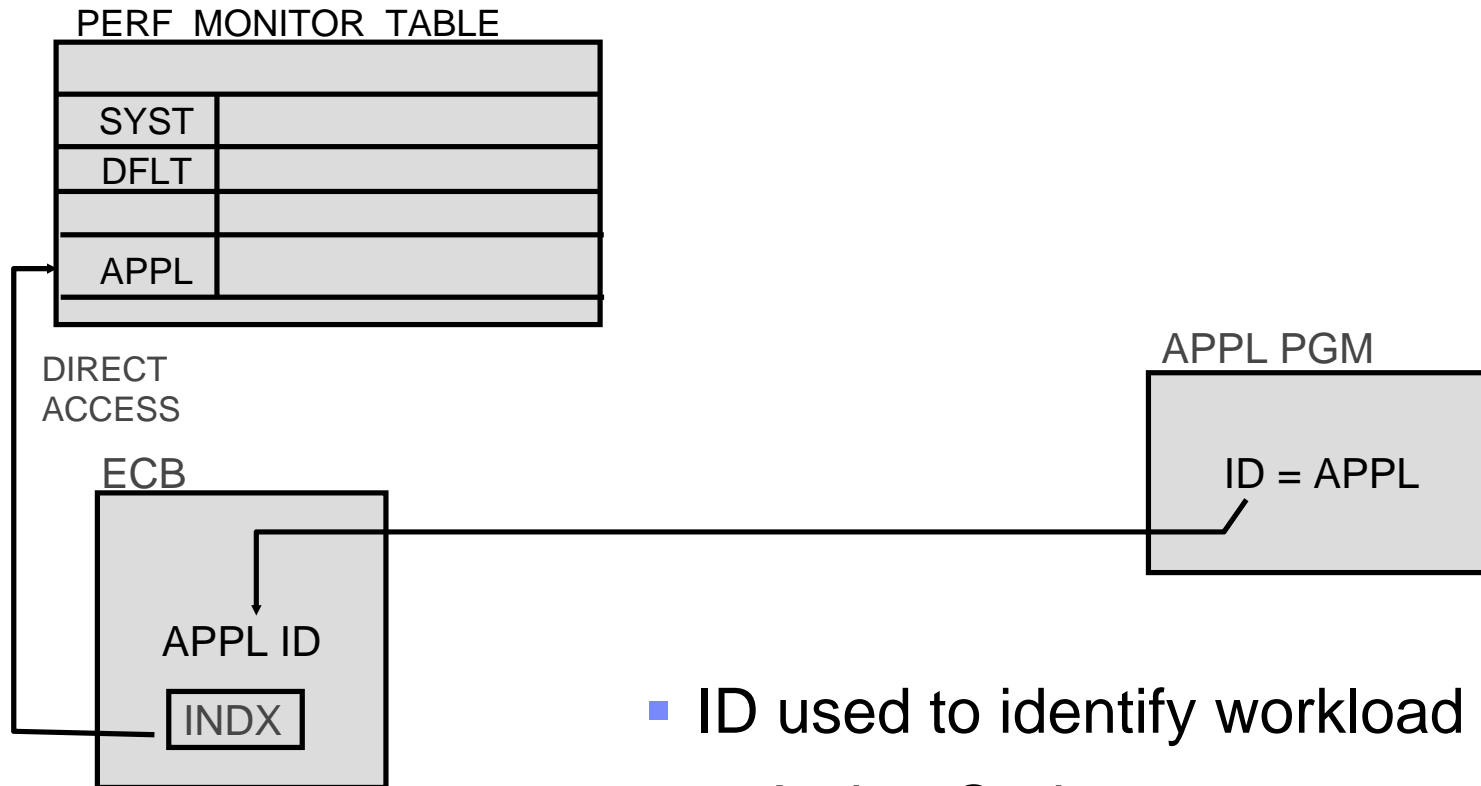 PERF MONITOR TABLE
SYST
DFLT
APPL
DIRECT
ACCESS
APPL PGM
ID = APPL
ECB
APPL ID
INDX
ID used to identify workload